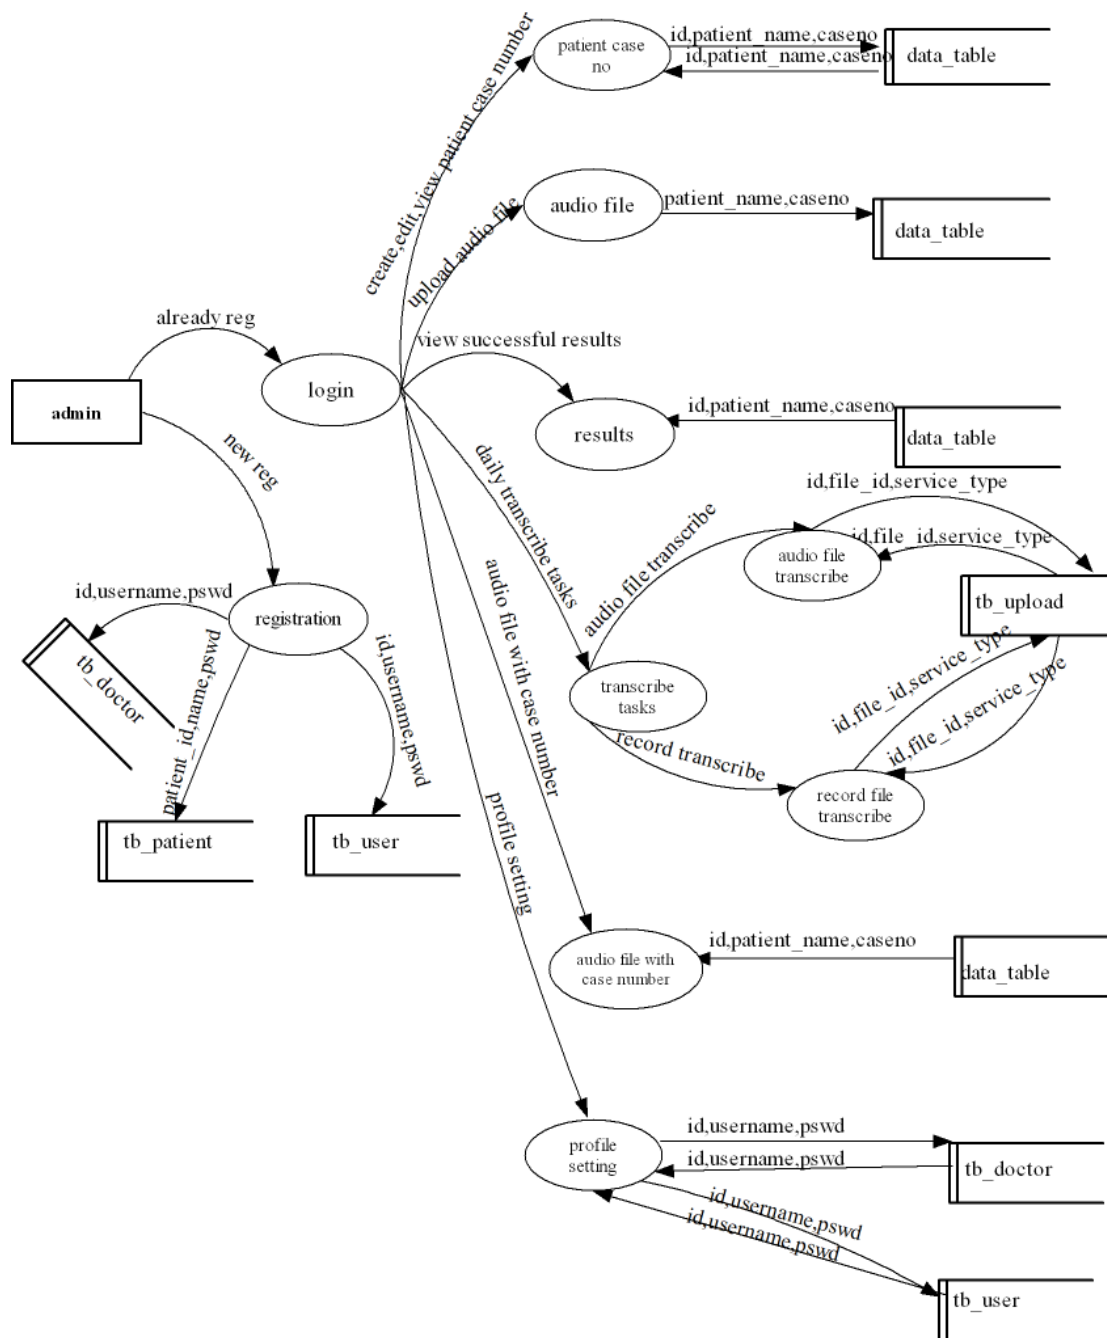 id,patient_name,caseno
patient case
no
id,patient_name,caseno
data_table
create,edit,view patient case number
upload audio file
audio file
patient_name,caseno
data_table
already reg
view successful results
login
admin
id,patient_name,caseno
results
data_table
new reg
daily transcribe tasks
audio file transcribe
id,file_id,service_type
id,file_id,service_type
audio file
transcribe
tb_upload
id,username,pswd
registration
tb_doctor
patient_id,name,pswd
id,username,pswd
tb_patient
tb_user
audio file with case number
transcribe
tasks
record transcribe
id,file_id,service_type
id,file_id,service_type
record file
transcribe
profile setting
id,patient_name,caseno
audio file with
case number
data_table
id,username,pswd
profile
setting
id,username,pswd
tb_doctor
id,username,pswd
id,username,pswd
tb_user